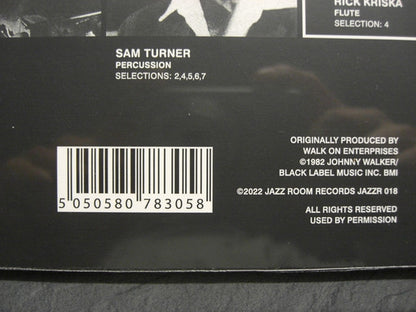 RICK KRISKA
FLUTE
SELECTION: 4
SAM TURNER
PERCUSSION
SELECTIONS: 2,4,5,6,7
ORIGINALLY PRODUCED BY
WALK ON ENTERPRISES
©1982 JOHNNY WALKER/
BLACK LABEL MUSIC INC. BMI
©2022 JAZZ ROOM RECORDS JAZZR 018
ALL RIGHTS RESERVED
USED BY PERMISSION
5 050580 783058